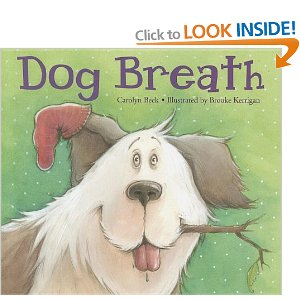 Click to
LOOK INSIDE!
Dog Breath
Carolyn Beck • Illustrated by Brooke Kerrigan